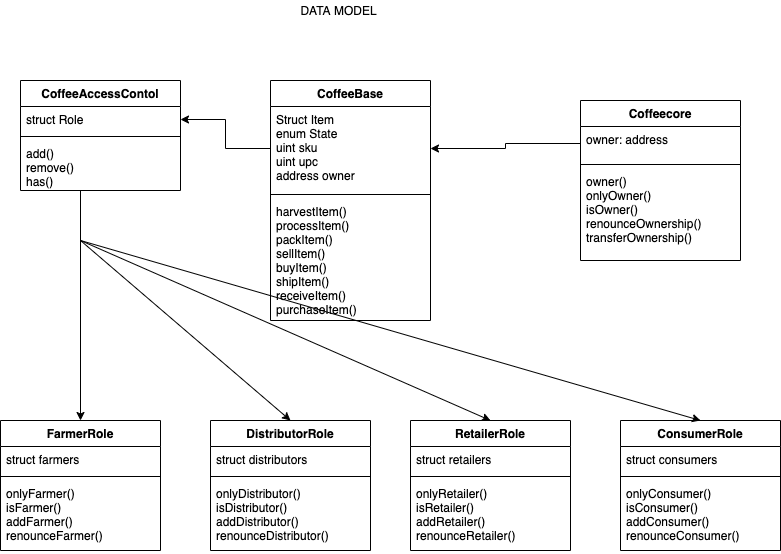 DATA MODEL
CoffeeAccessContol
struct Role
add()
remove()
has()
CoffeeBase
Struct Item
enum State
uint sku
uint upc
address owner
harvestItem()
processItem()
packItem()
sellItem()
buyItem()
shipItem()
receiveItem()
purchaseItem()
Coffeecore
owner: address
owner()
onlyOwner()
isOwner()
renounceOwnership()
transferOwnership()
FarmerRole
struct farmers
onlyFarmer()
isFarmer()
addFarmer()
renounceFarmer()
DistributorRole
struct distributors
onlyDistributor()
isDistributor()
addDistributor()
renounceDistributor()
RetailerRole
struct retailers
onlyRetailer()
isRetailer()
addRetailer()
renounceRetailer()
ConsumerRole
struct consumers
onlyConsumer()
isConsumer()
addConsumer()
renounceConsumer()